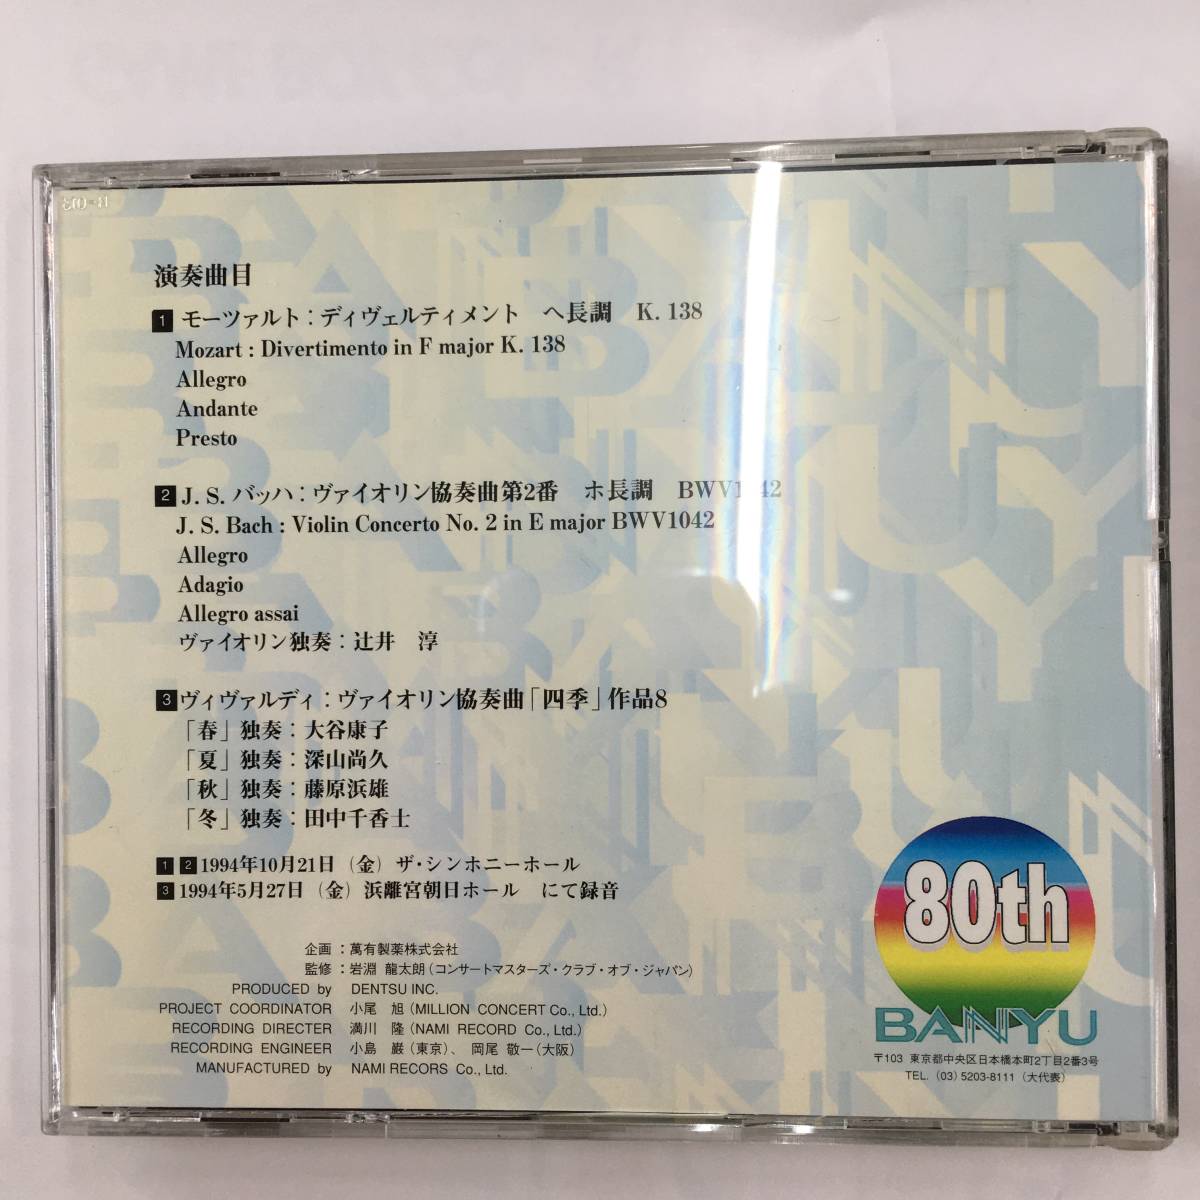 演奏曲目
1 モーツァルト：ディヴェルティメント　ヘ長調　K. 138
Mozart : Divertimento in F major K. 138
Allegro
Andante
Presto
2 J. S. バッハ：ヴァイオリン協奏曲第2番　ホ長調　BWV1042
J. S. Bach : Violin Concerto No. 2 in E major BWV1042
Allegro
Adagio
Allegro assai
ヴァイオリン独奏：辻井　淳
3 ヴィヴァルディ：ヴァイオリン協奏曲「四季」作品8
「春」独奏：大谷康子
「夏」独奏：深山尚久
「秋」独奏：藤原浜雄
「冬」独奏：田中千香士
1 2 1994年10月21日（金）ザ・シンホニーホール
3 1994年5月27日（金）浜離宮朝日ホール　にて録音
企画：萬有製薬株式会社
監修：岩淵 龍太朗（コンサートマスターズ・クラブ・オブ・ジャパン）
PRODUCED by DENTSU INC.
PROJECT COORDINATOR 小尾　旭（MILLION CONCERT Co., Ltd.）
RECORDING DIRECTER 満川　隆（NAMI RECORD Co., Ltd.）
RECORDING ENGINEER 小島　巌（東京）、岡尾 敬一（大阪）
MANUFACTURED by NAMI RECORS Co., Ltd.
80th
BANYU
〒103 東京都中央区日本橋本町2丁目2番3号
TEL. (03) 5203-8111（大代表）